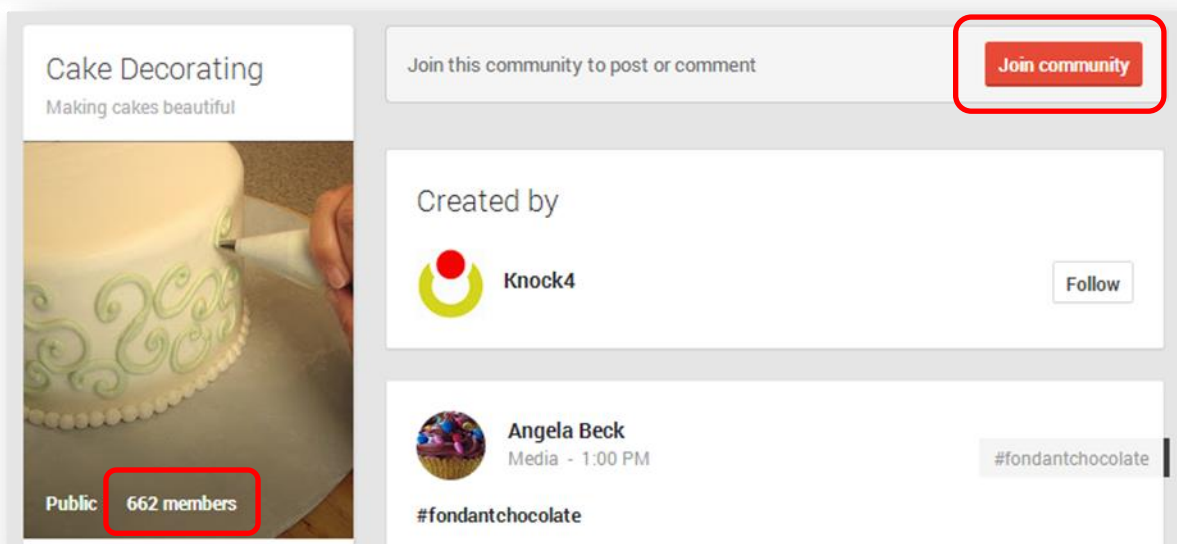 Cake Decorating
Making cakes beautiful
Public 662 members
Join this community to post or comment
Join community
Created by
Knock4
Follow
Angela Beck
Media - 1:00 PM
#fondantchocolate
#fondantchocolate